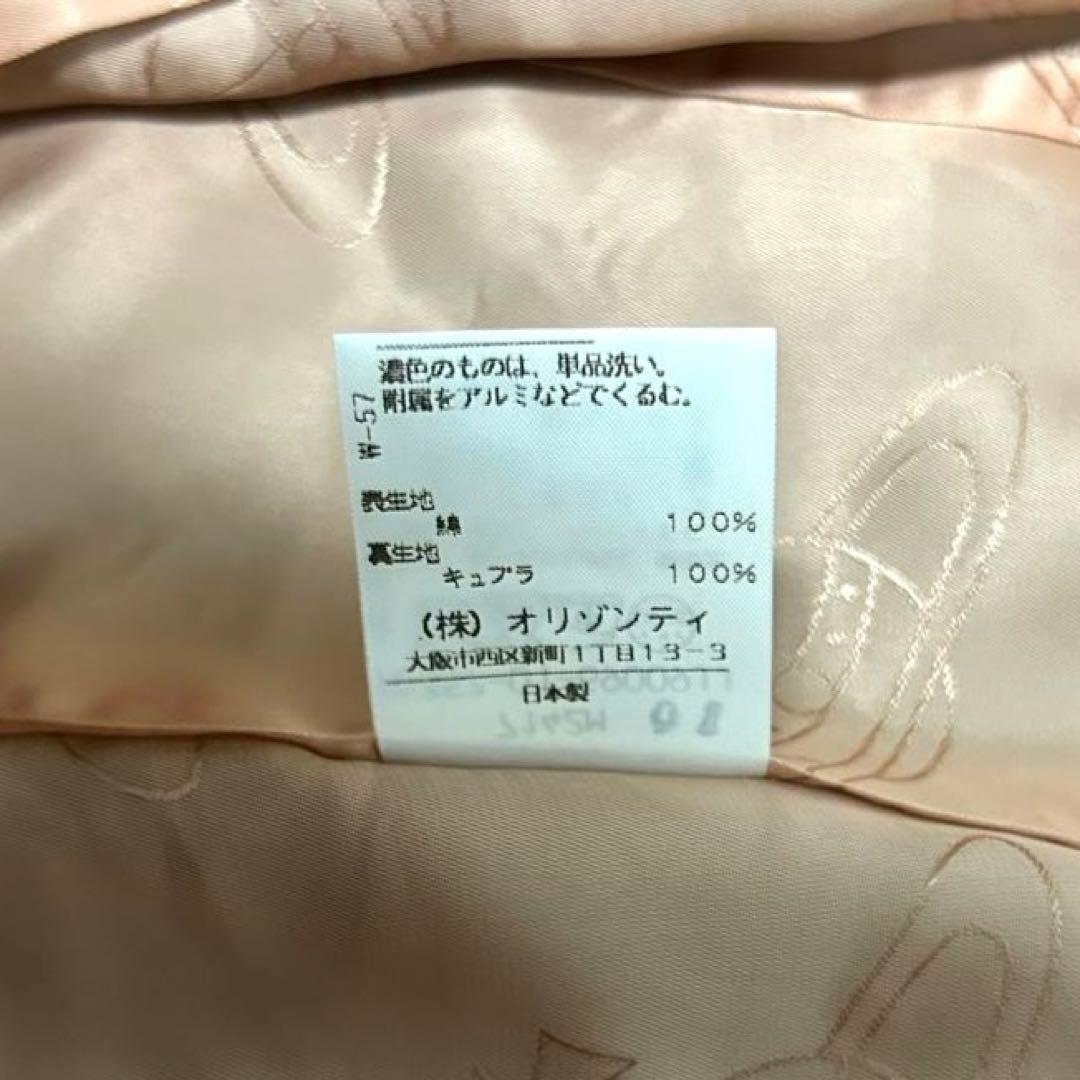 濃色のものは、単品洗い。
附属をアルミなどでくるむ。
W-57
表生地
綿 100%
裏生地
キュプラ 100%
(株) オリゾンティ
大阪市西区新町1丁目13-3
日本製